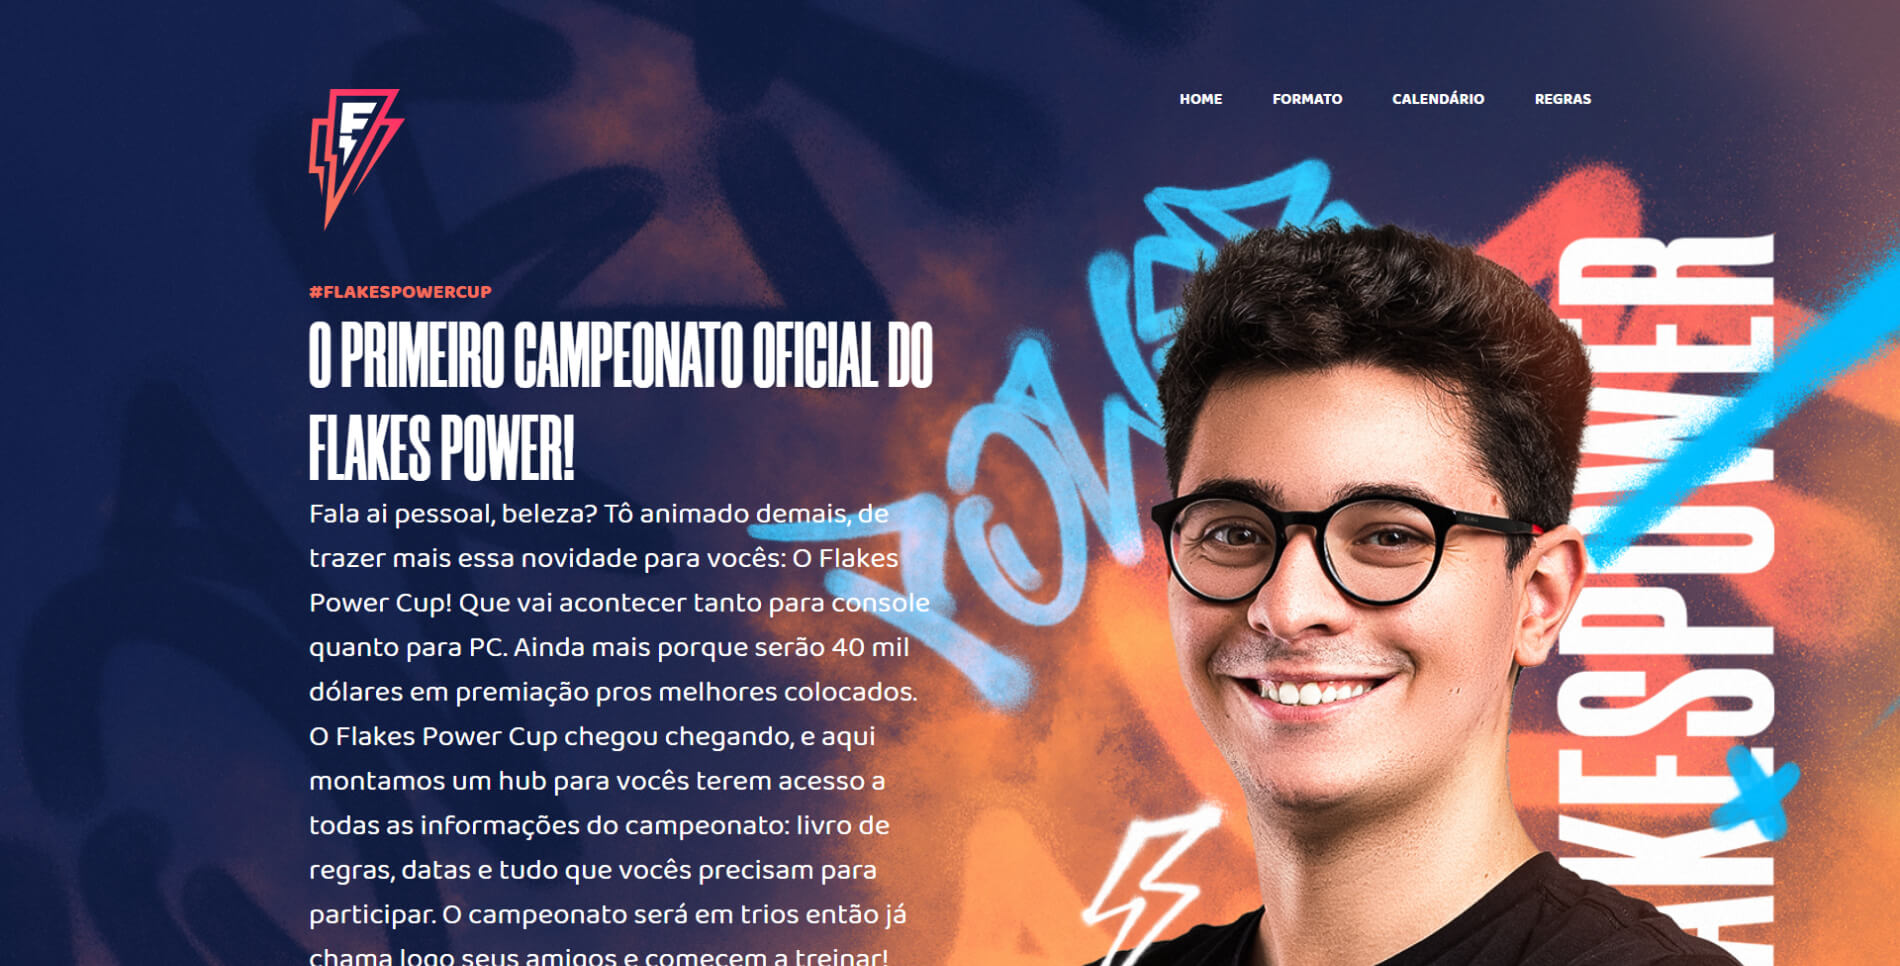 F
HOME FORMATO CALENDÁRIO REGRAS
#FLAKESPOWERCUP
O PRIMEIRO CAMPEONATO OFICIAL DO
FLAKES POWER!
Fala ai pessoal, beleza? Tô animado demais, de
trazer mais essa novidade para vocês: O Flakes
Power Cup! Que vai acontecer tanto para console
quanto para PC. Ainda mais porque serão 40 mil
dólares em premiação pros melhores colocados.
O Flakes Power Cup chegou chegando, e aqui
montamos um hub para vocês terem acesso a
todas as informações do campeonato: livro de
regras, datas e tudo que vocês precisam para
participar. O campeonato será em trios então já
chama logo seus amigos e comecem a treinar!
AKESPOWER